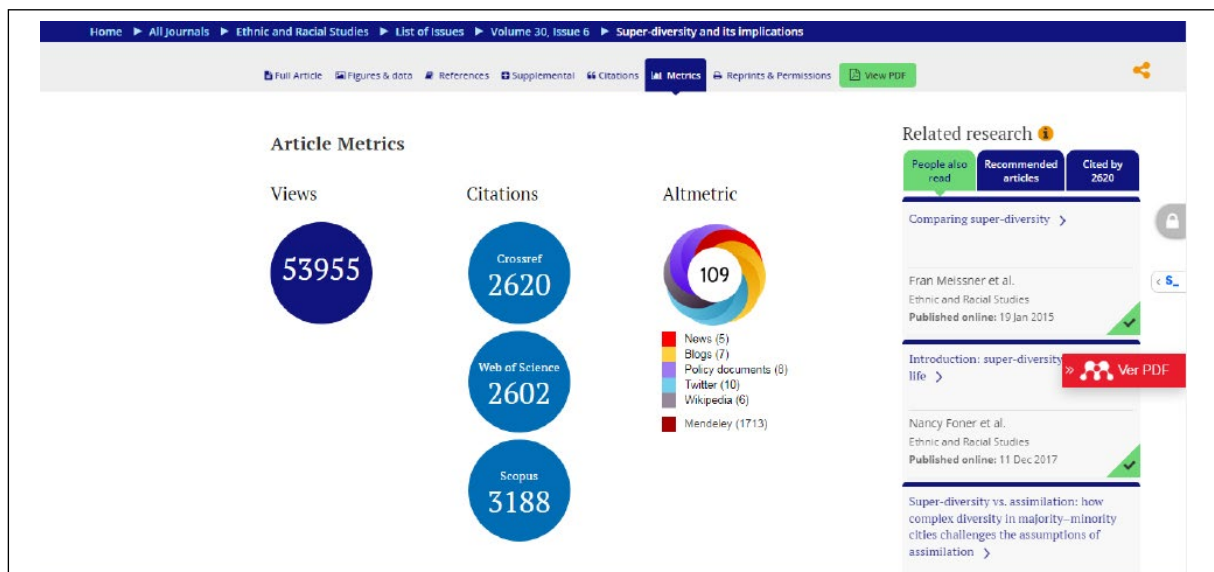 Home ▶ All Journals ▶ Ethnic and Racial Studies ▶ List of Issues ▶ Volume 30, Issue 6 ▶ Super-diversity and its implications
Full Article Figures & data References Supplemental Citations Metrics Reprints & Permissions View PDF
Article Metrics
Views
53955
Citations
Crossref
2620
Web of Science
2602
Scopus
3188
Altmetric
109
News (5)
Blogs (7)
Policy documents (8)
Twitter (10)
Wikipedia (6)
Mendeley (1713)
Related research i
People also
read
Recommended
articles
Cited by
2620
Comparing super-diversity >
Fran Meissner et al.
Ethnic and Racial Studies
Published online: 19 Jan 2015
Introduction: super-diversity
life >
Nancy Foner et al.
Ethnic and Racial Studies
Published online: 11 Dec 2017
Super-diversity vs. assimilation: how
complex diversity in majority–minority
cities challenges the assumptions of
assimilation >
‹ S_
» Ver PDF